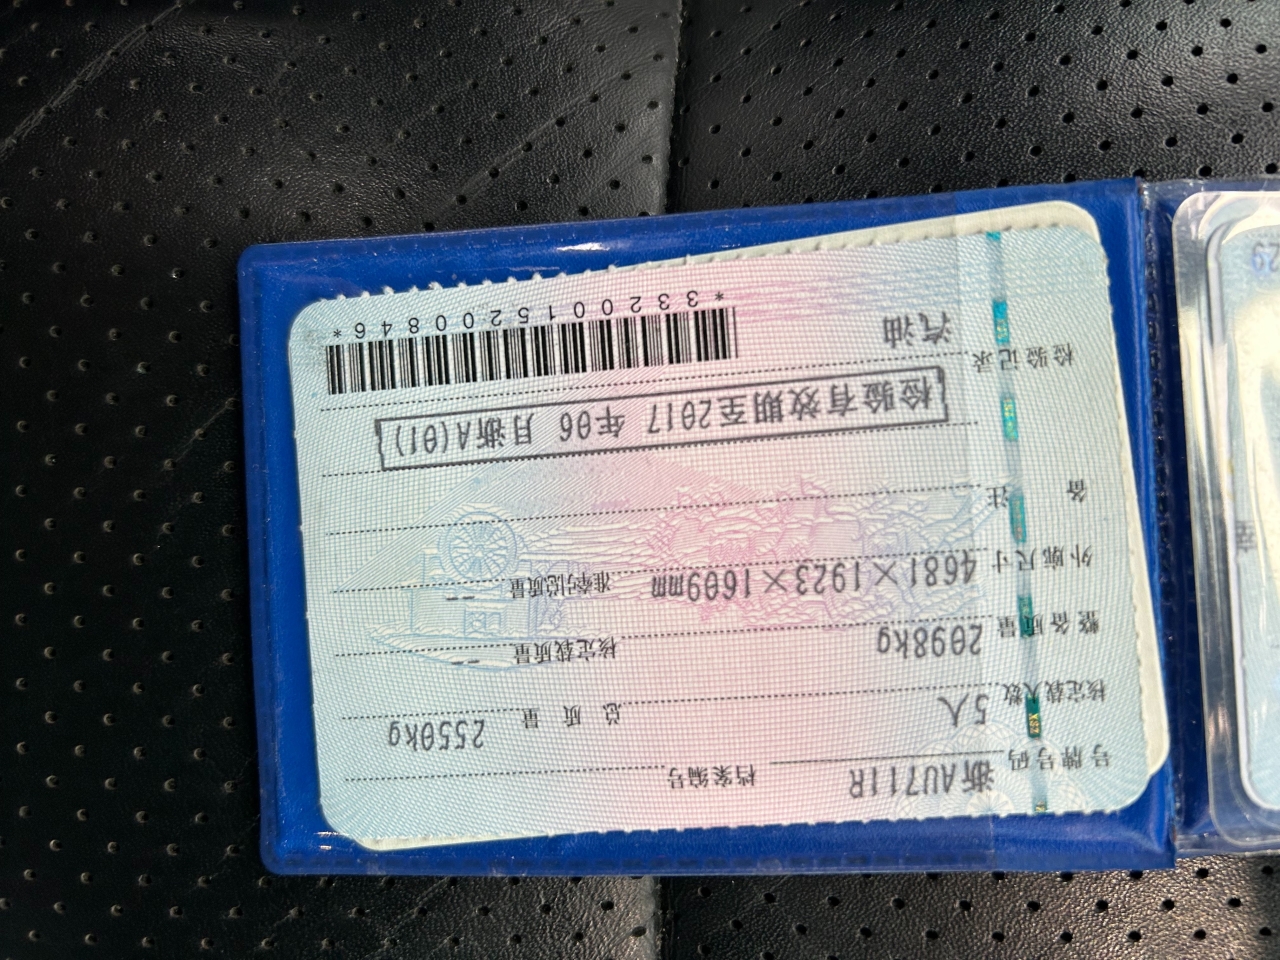 号牌号码 浙AU711R 档案编号
核定载人数 5人 总质量 2550kg
整备质量 2098kg 核定载质量 --
外廓尺寸 4681×1923×1609mm 准牵引总质量 --
备注
检验有效期至2017年06月浙A(01)
检验记录
汽油
*3320015200846*
29